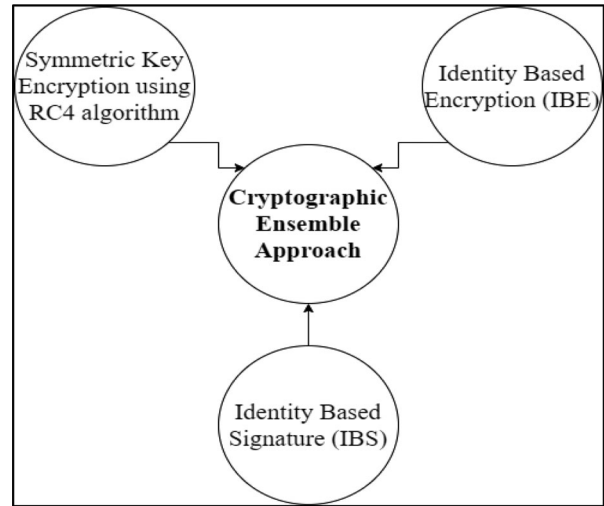 Symmetric Key
Encryption using
RC4 algorithm
Identity Based
Encryption (IBE)
Cryptographic
Ensemble
Approach
Identity Based
Signature (IBS)